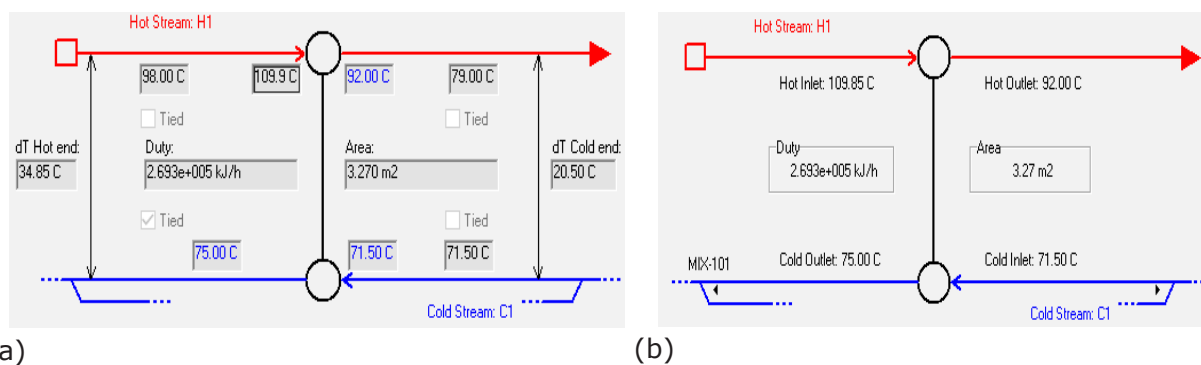 Hot Stream: H1
98.00 C
109.9 C
92.00 C
79.00 C
Tied
Tied
dT Hot end:
Duty:
Area:
dT Cold end:
34.85 C
2.693e+005 kJ/h
3.270 m2
20.50 C
Tied
Tied
75.00 C
71.50 C
71.50 C
Cold Stream: C1
a)
Hot Stream: H1
Hot Inlet: 109.85 C
Hot Outlet: 92.00 C
Duty
Area
2.693e+005 kJ/h
3.27 m2
MIX-101
Cold Outlet: 75.00 C
Cold Inlet: 71.50 C
Cold Stream: C1
(b)